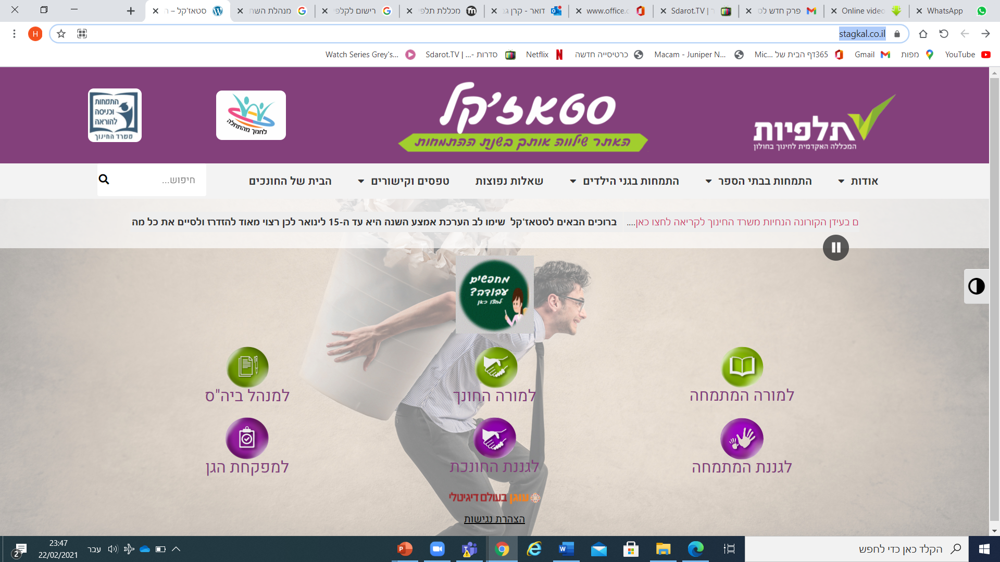 WhatsApp
Online video
פרק חדש לס
Sdarot.TV | ר
www.office.c
דואר - קרן גב
מכללת תלפי
רישום לקלפי
מנהלת השת
סטאז'קל – ה
stagkal.co.il
H
YouTube
מפות
Gmail
365דף הבית של Mic...
Macam - Juniper N...
כרטיסייה חדשה
Netflix
סדרות -... | Sdarot.TV
Watch Series Grey's...
תלפיות
המכללה האקדמית לחינוך בחולון
סטאז'קל
האתר שילווה אותך בשנת ההתמחות
לחנוך מהתחלה
התמחות
וכניסה
להוראה
משרד החינוך
אודות
התמחות בבתי הספר
התמחות בגני הילדים
שאלות נפוצות
טפסים וקישורים
הבית של החונכים
חיפוש...
ם בעידן הקורונה הנחיות משרד החינוך לקריאה לחצו כאן.... ברוכים הבאים לסטאז'קל שימו לב הערכת אמצע השנה היא עד ה-15 לינואר לכן רצוי מאוד להזדרז ולסיים את כל מה
מחפשים
עבודה?
לחצו כאן
למורה המתמחה
למורה החונך
למנהל ביה"ס
לגננת המתמחה
לגננת החונכת
למפקחת הגן
עוגן בעולם דיגיטלי
הצהרת נגישות
הקלד כאן כדי לחפש
עבר
23:47
22/02/2021
2